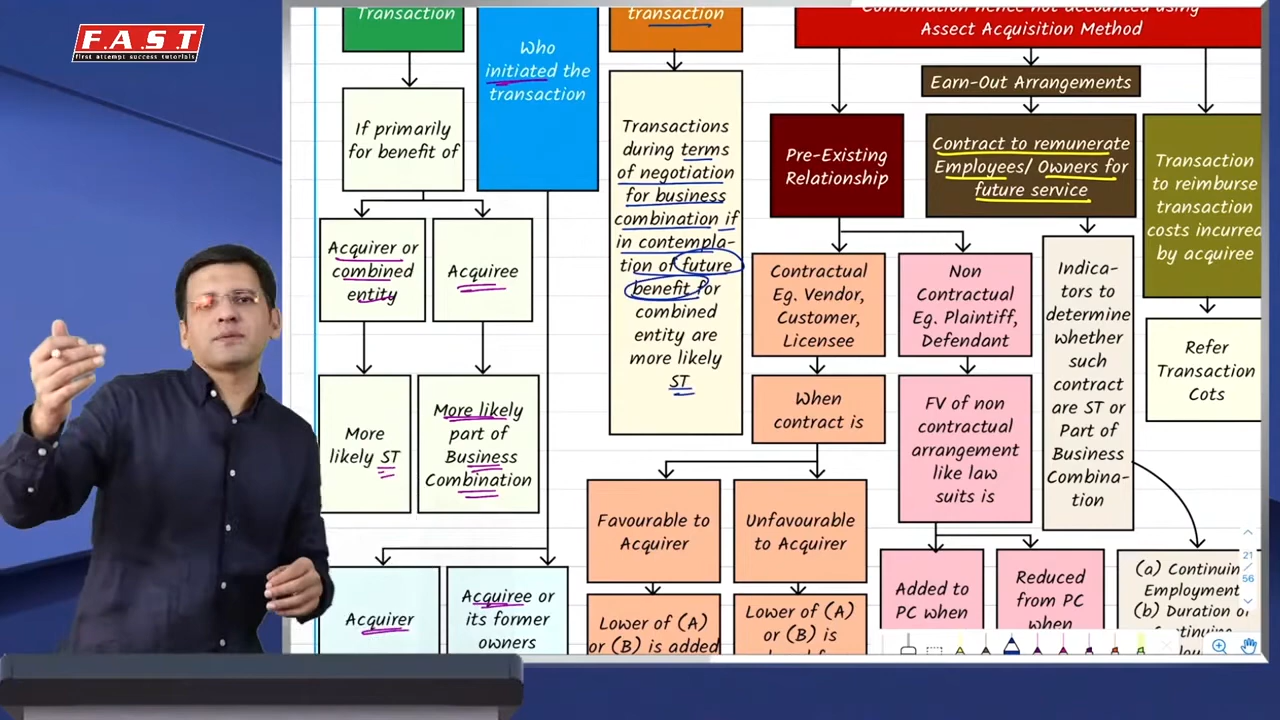 F.A.S.T
first attempt success tutorials
Transaction
If primarily
for benefit of
Acquirer or
combined
entity
Acquiree
More
likely ST
More likely
part of
Business
Combination
Who
initiated the
transaction
Acquirer
Acquiree or
its former
owners
transaction
Transactions
during terms
of negotiation
for business
combination if
in contempla-
tion of future
benefit for
combined
entity are
more likely
ST
Combination hence not accounted using
Assect Acquisition Method
Earn-Out Arrangements
Pre-Existing
Relationship
Contract to remunerate
Employees/ Owners for
future service
Transaction
to reimburse
transaction
costs incurred
by acquiree
Contractual
Eg. Vendor,
Customer,
Licensee
Non
Contractual
Eg. Plaintiff,
Defendant
Indica-
tors to
determine
whether
such
contract
are ST or
Part of
Business
Combina-
tion
Refer
Transaction
Cots
When
contract is
FV of non
contractual
arrangement
like law
suits is
Favourable to
Acquirer
Unfavourable
to Acquirer
Lower of (A)
or (B) is added
Lower of (A)
or (B) is
Added to
PC when
Reduced
from PC
when
(a) Continuin
Employment
(b) Duration of
21
/
56